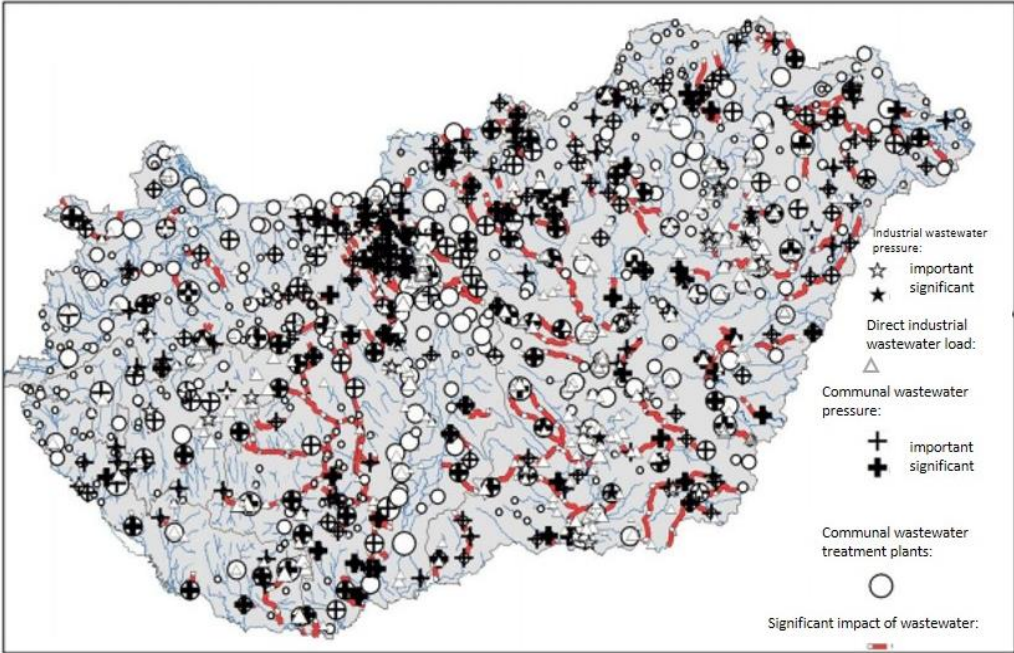 Industrial wastewater
pressure:
important
significant
Direct industrial
wastewater load:
Communal wastewater
pressure:
important
significant
Communal wastewater
treatment plants:
Significant impact of wastewater: